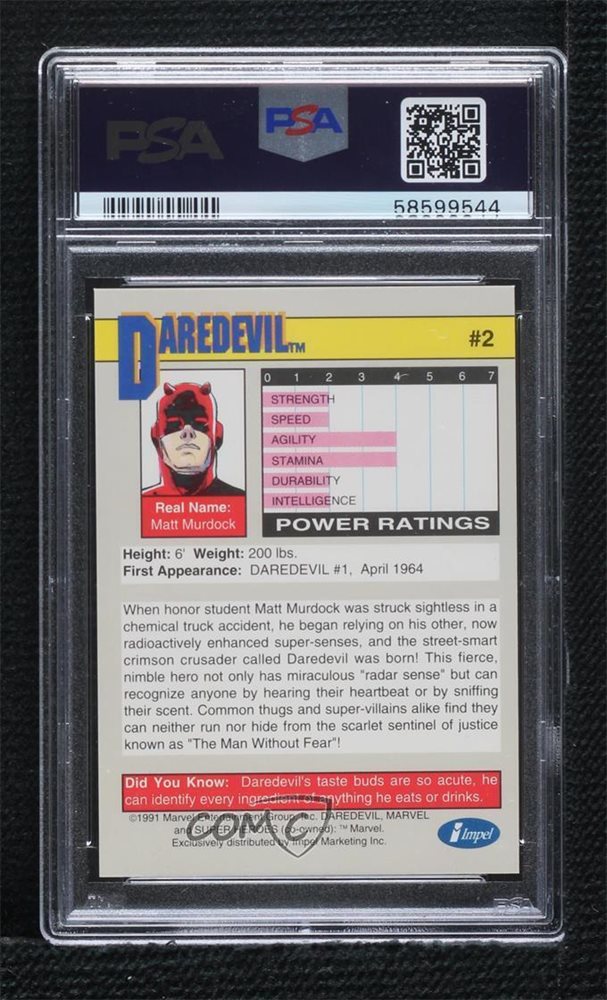 PSA
PSA
58599544
DAREDEVIL™
#2
0 1 2 3 4 5 6 7
STRENGTH
SPEED
AGILITY
STAMINA
DURABILITY
INTELLIGENCE
POWER RATINGS
Real Name:
Matt Murdock
Height: 6' Weight: 200 lbs.
First Appearance: DAREDEVIL #1, April 1964
When honor student Matt Murdock was struck sightless in a
chemical truck accident, he began relying on his other, now
radioactively enhanced super-senses, and the street-smart
crimson crusader called Daredevil was born! This fierce,
nimble hero not only has miraculous "radar sense" but can
recognize anyone by hearing their heartbeat or by sniffing
their scent. Common thugs and super-villains alike find they
can neither run nor hide from the scarlet sentinel of justice
known as "The Man Without Fear"!
Did You Know: Daredevil's taste buds are so acute, he
can identify every ingredient of anything he eats or drinks.
©1991 Marvel Entertainment Group, Inc. DAREDEVIL, MARVEL
and SUPER HEROES (co-owned): ™ Marvel.
Exclusively distributed by Impel Marketing Inc.
Impel
COMC
PSA